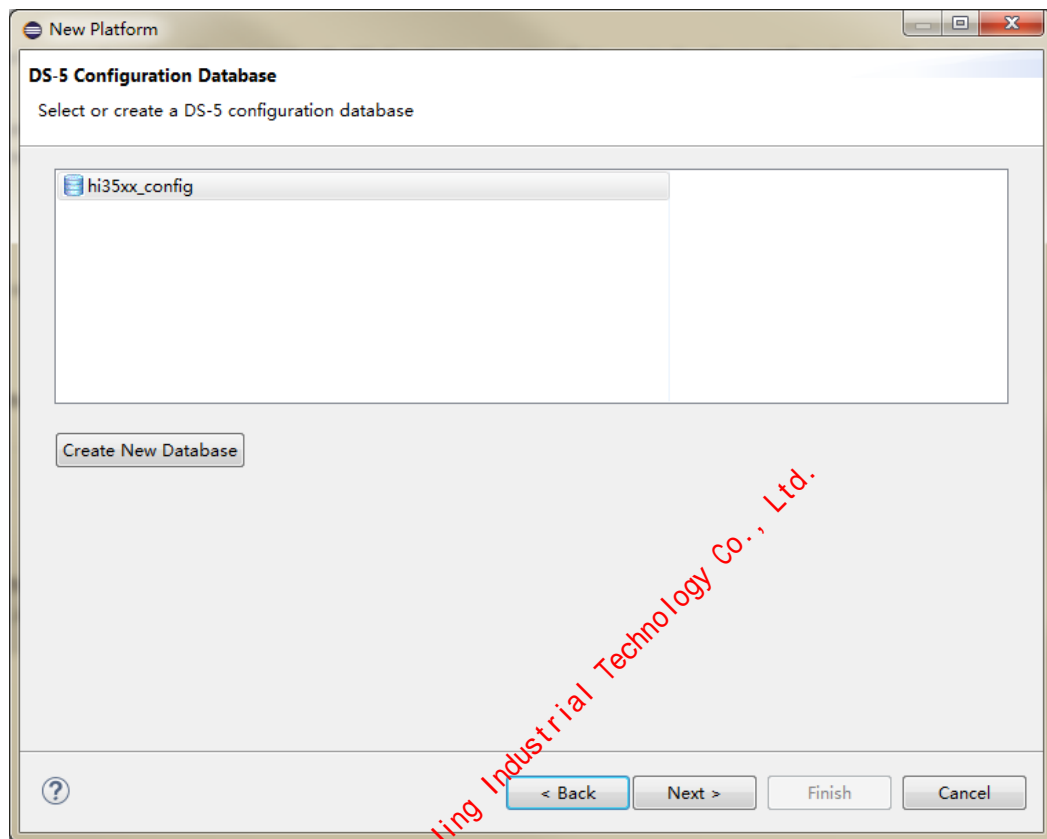 New Platform
DS-5 Configuration Database
Select or create a DS-5 configuration database
hi35xx_config
Create New Database
Industrial Technology Co., Ltd.
< Back
Next >
Finish
Cancel